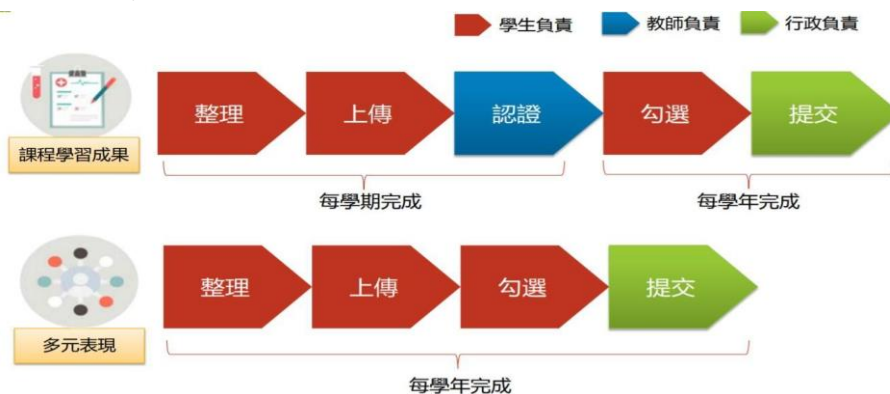 學生負責 教師負責 行政負責
整理 上傳 認證 勾選 提交
課程學習成果
每學期完成 每學年完成
整理 上傳 勾選 提交
多元表現
每學年完成